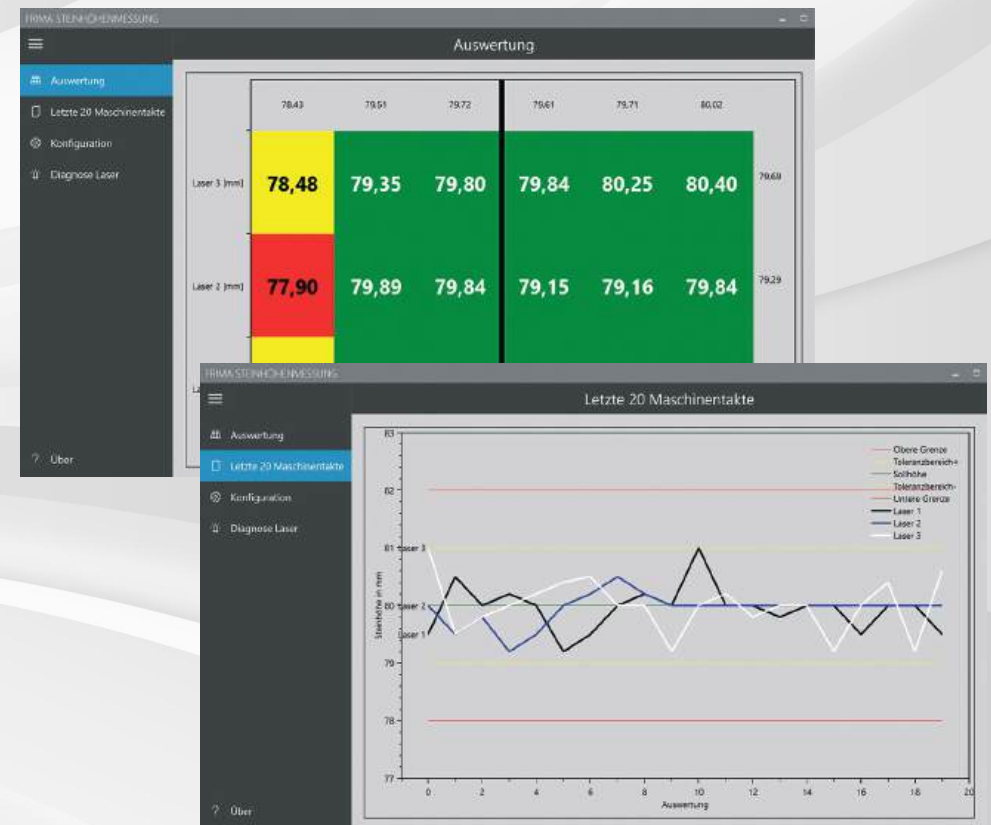 FRIMA STEINHÖHENMESSUNG
Auswertung
Auswertung
Letzte 20 Maschinentakte
Konfiguration
Diagnose Laser
? Über
78,43 79,51 79,72 79,61 79,71 80,02
Laser 3 [mm] 78,48 79,35 79,80 79,84 80,25 80,40 79,69
Laser 2 [mm] 77,90 79,89 79,84 79,15 79,16 79,84 79,29
FRIMA STEINHÖHENMESSUNG
Letzte 20 Maschinentakte
Auswertung
Letzte 20 Maschinentakte
Konfiguration
Diagnose Laser
? Über
Steinhöhe in mm
83
82
81 Laser 3
80 Laser 2
Laser 1
79
78
77
0 2 4 6 8 10 12 14 16 18 20
Auswertung
Obere Grenze
Toleranzbereich+
Sollhöhe
Toleranzbereich-
Untere Grenze
Laser 1
Laser 2
Laser 3